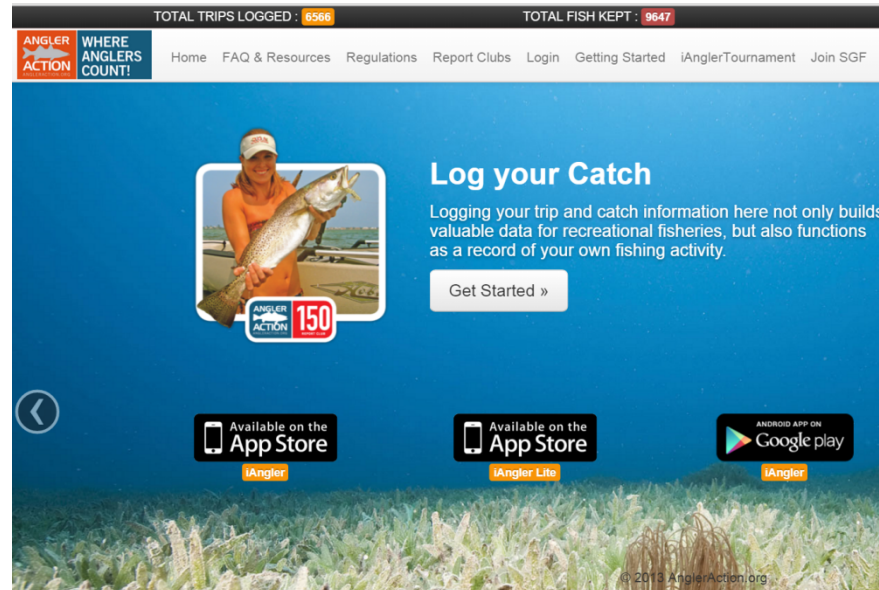 TOTAL TRIPS LOGGED : 6566 TOTAL FISH KEPT : 9647
ANGLER
ACTION
ANGLERACTION.ORG
WHERE
ANGLERS
COUNT!
Home FAQ & Resources Regulations Report Clubs Login Getting Started iAnglerTournament Join SGF
Log your Catch
Logging your trip and catch information here not only builds
valuable data for recreational fisheries, but also functions
as a record of your own fishing activity.
Get Started »
ANGLER
ACTION
150
REPORT CLUB
❮
Available on the
App Store
iAngler
Available on the
App Store
iAngler Lite
ANDROID APP ON
Google play
iAngler
© 2013 AnglerAction.org